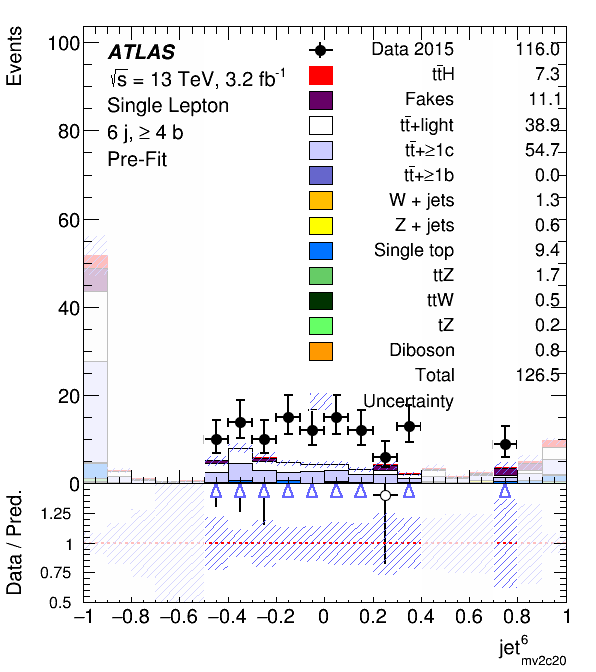 Events
100
80
60
40
20
0
ATLAS
√s = 13 TeV, 3.2 fb⁻¹
Single Lepton
6 j, ≥ 4 b
Pre-Fit
Data 2015 116.0
tt̄H 7.3
Fakes 11.1
tt̄+light 38.9
tt̄+≥1c 54.7
tt̄+≥1b 0.0
W + jets 1.3
Z + jets 0.6
Single top 9.4
ttZ 1.7
ttW 0.5
tZ 0.2
Diboson 0.8
Total 126.5
Uncertainty
Data / Pred.
1.25
1
0.75
0.5
−1 −0.8 −0.6 −0.4 −0.2 0 0.2 0.4 0.6 0.8 1
jet⁶mv2c20